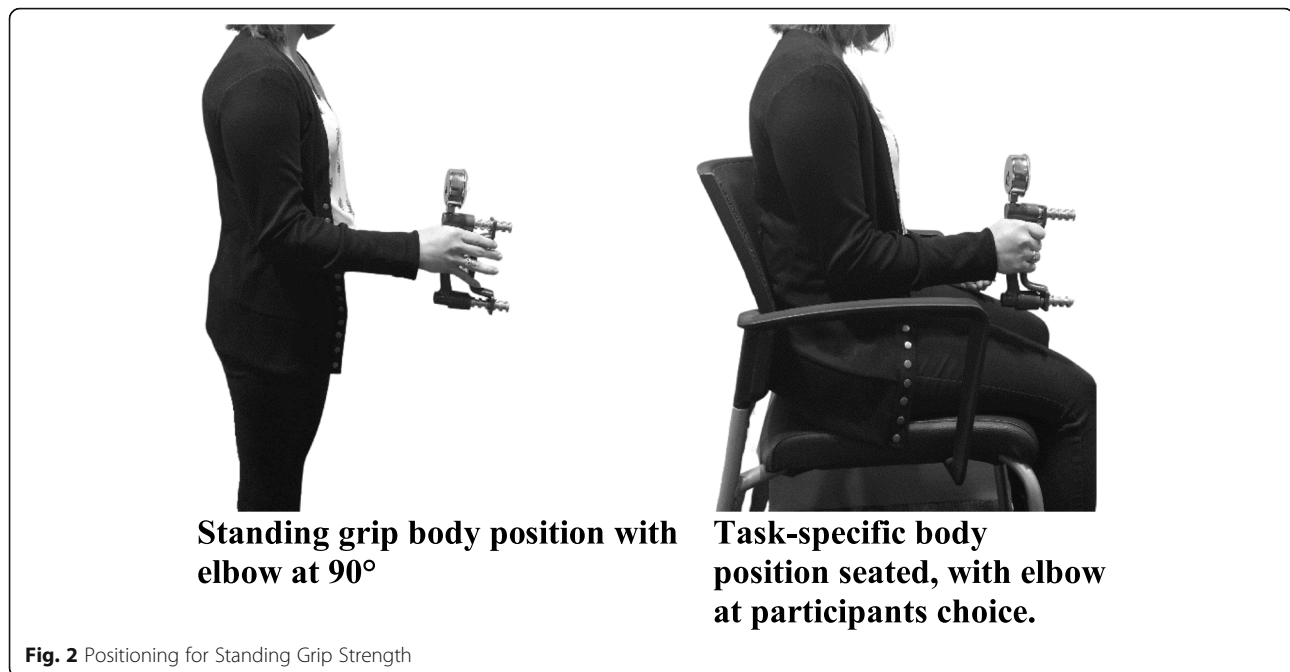 Standing grip body position with
elbow at 90°
Task-specific body
position seated, with elbow
at participants choice.
Fig. 2 Positioning for Standing Grip Strength